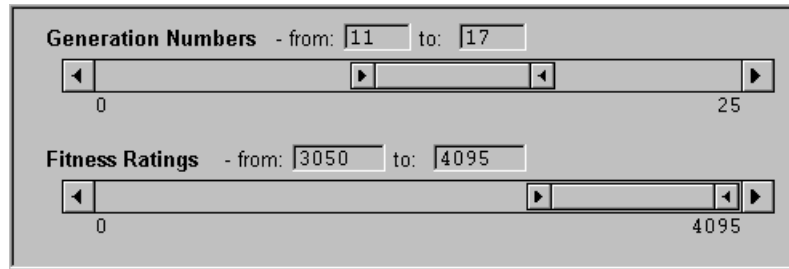 Generation Numbers - from: 11 to: 17
0 25
Fitness Ratings - from: 3050 to: 4095
0 4095